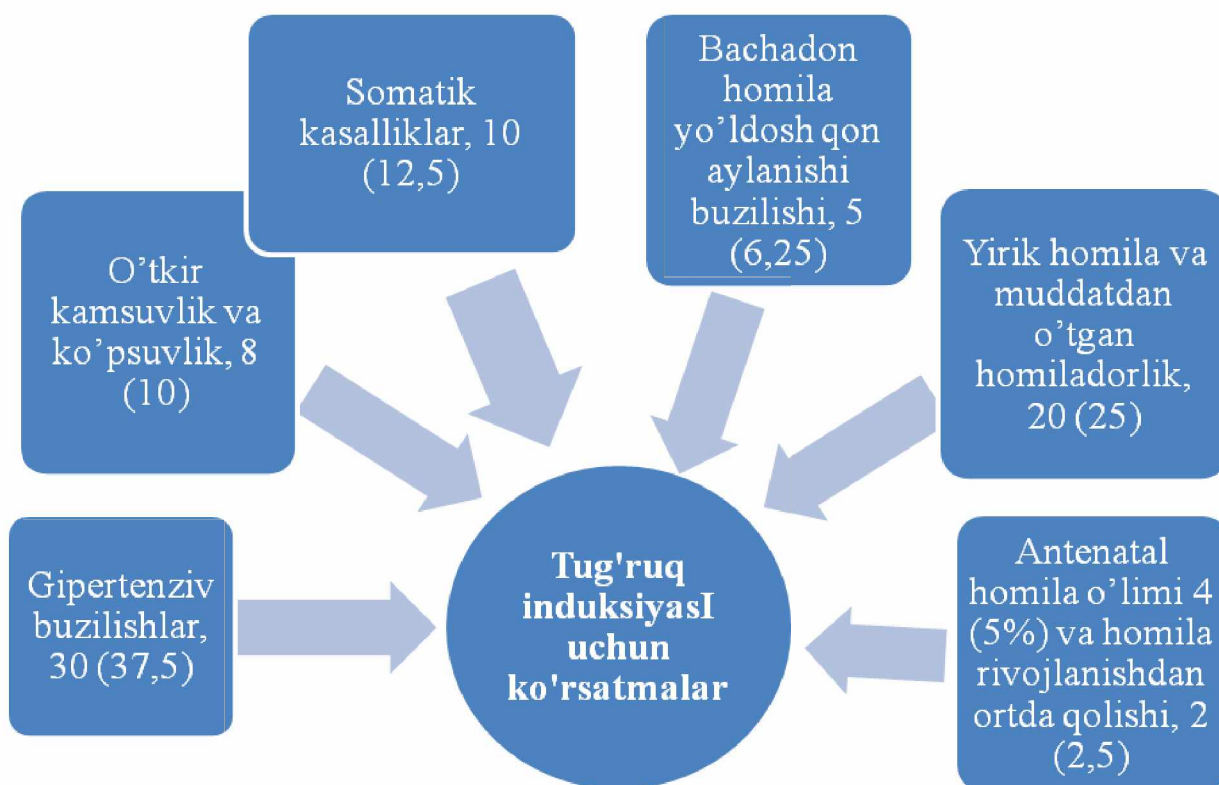 Gipertenziv
buzilishlar,
30 (37,5)
O’tkir
kamsuvlik va
ko’psuvlik, 8
(10)
Somatik
kasalliklar, 10
(12,5)
Bachadon
homila
yo’ldosh qon
aylanishi
buzilishi, 5
(6,25)
Yirik homila va
muddatdan
o’tgan
homiladorlik,
20 (25)
Antenatal
homila o’limi 4
(5%) va homila
rivojlanishdan
ortda qolishi, 2
(2,5)
Tug'ruq
induksiyasI
uchun
ko'rsatmalar